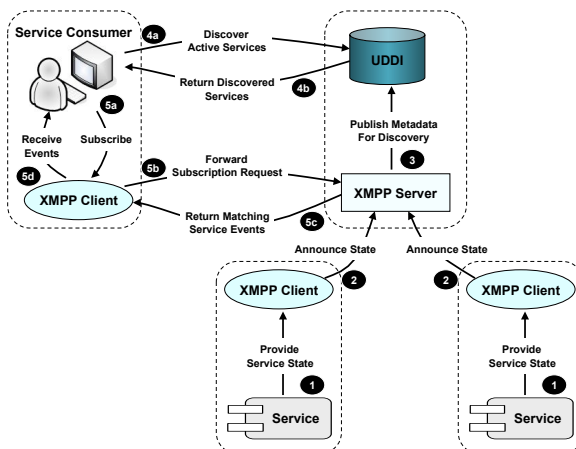 Service Consumer
4a
Discover
Active Services
UDDI
Return Discovered
Services
4b
5a
Receive
Events
Subscribe
Publish Metadata
For Discovery
3
5d
5b
Forward
Subscription Request
XMPP Client
XMPP Server
Return Matching
Service Events
5c
Announce State
Announce State
2
2
XMPP Client
XMPP Client
Provide
Service State
Provide
Service State
1
1
Service
Service